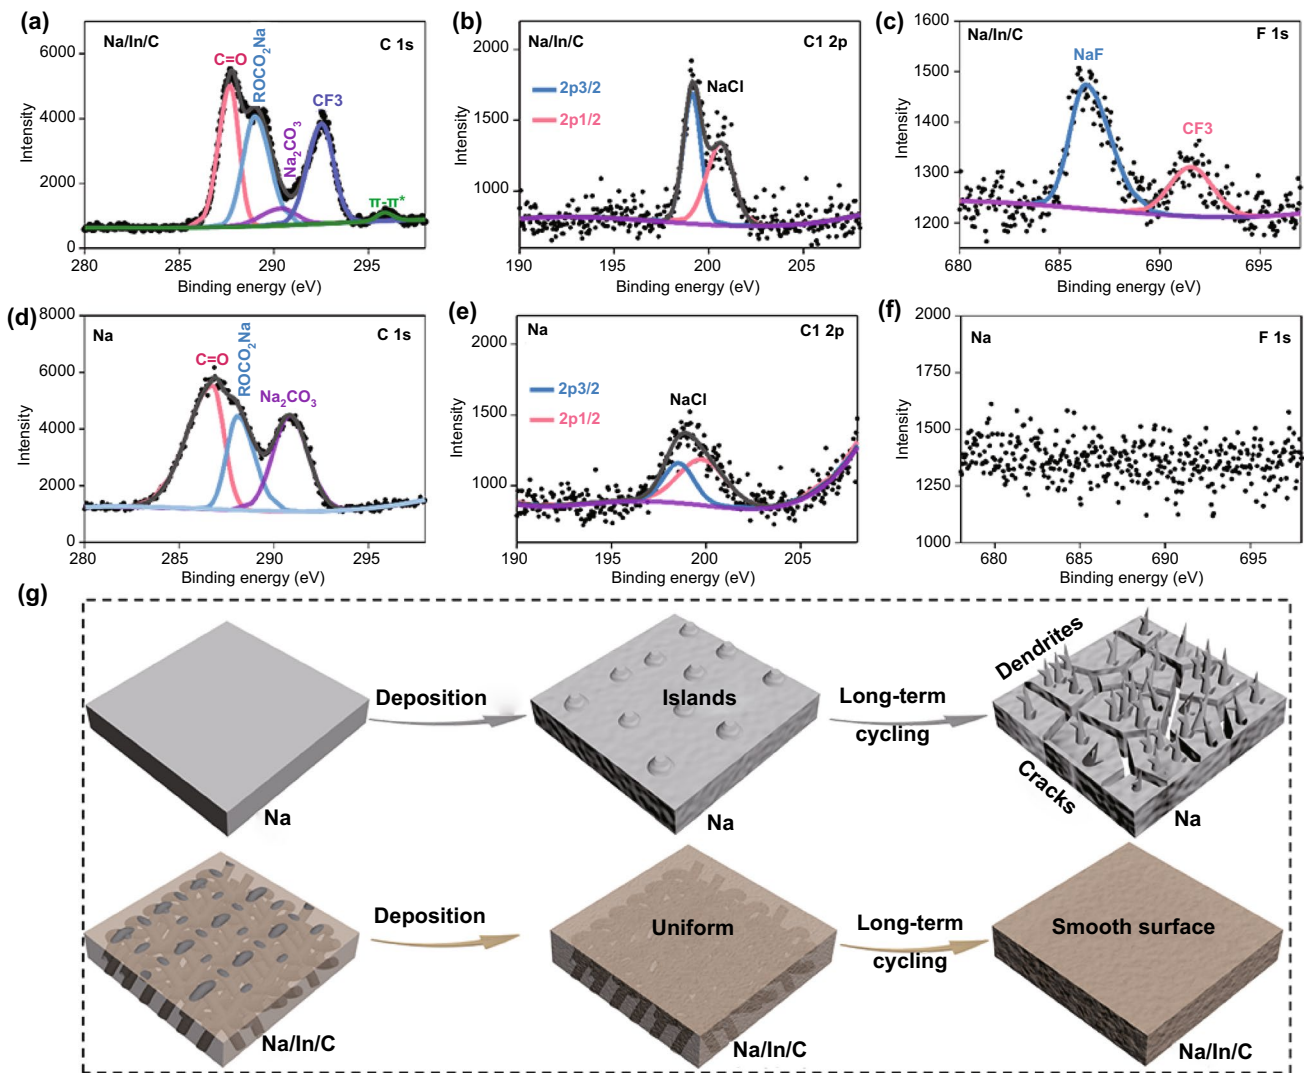 (a)
Na/In/C
C 1s
C=O
ROCO2Na
Na2CO3
CF3
π-π*
Intensity
6000
4000
2000
0
280
285
290
295
Binding energy (eV)
(b)
Na/In/C
C1 2p
2p3/2
2p1/2
NaCl
Intensity
2000
1500
1000
190
195
200
205
Binding energy (eV)
(c)
Na/In/C
F 1s
NaF
CF3
Intensity
1600
1500
1400
1300
1200
680
685
690
695
Binding energy (eV)
(d)
Na
C 1s
C=O
ROCO2Na
Na2CO3
Intensity
8000
6000
4000
2000
0
280
285
290
295
Binding energy (eV)
(e)
Na
C1 2p
2p3/2
2p1/2
NaCl
Intensity
2000
1500
1000
190
195
200
205
Binding energy (eV)
(f)
Na
F 1s
Intensity
2000
1750
1500
1250
1000
680
685
690
695
Binding energy (eV)
(g)
Na
Deposition
Islands
Na
Long-term
cycling
Dendrites
Cracks
Na
Na/In/C
Deposition
Uniform
Na/In/C
Long-term
cycling
Smooth surface
Na/In/C